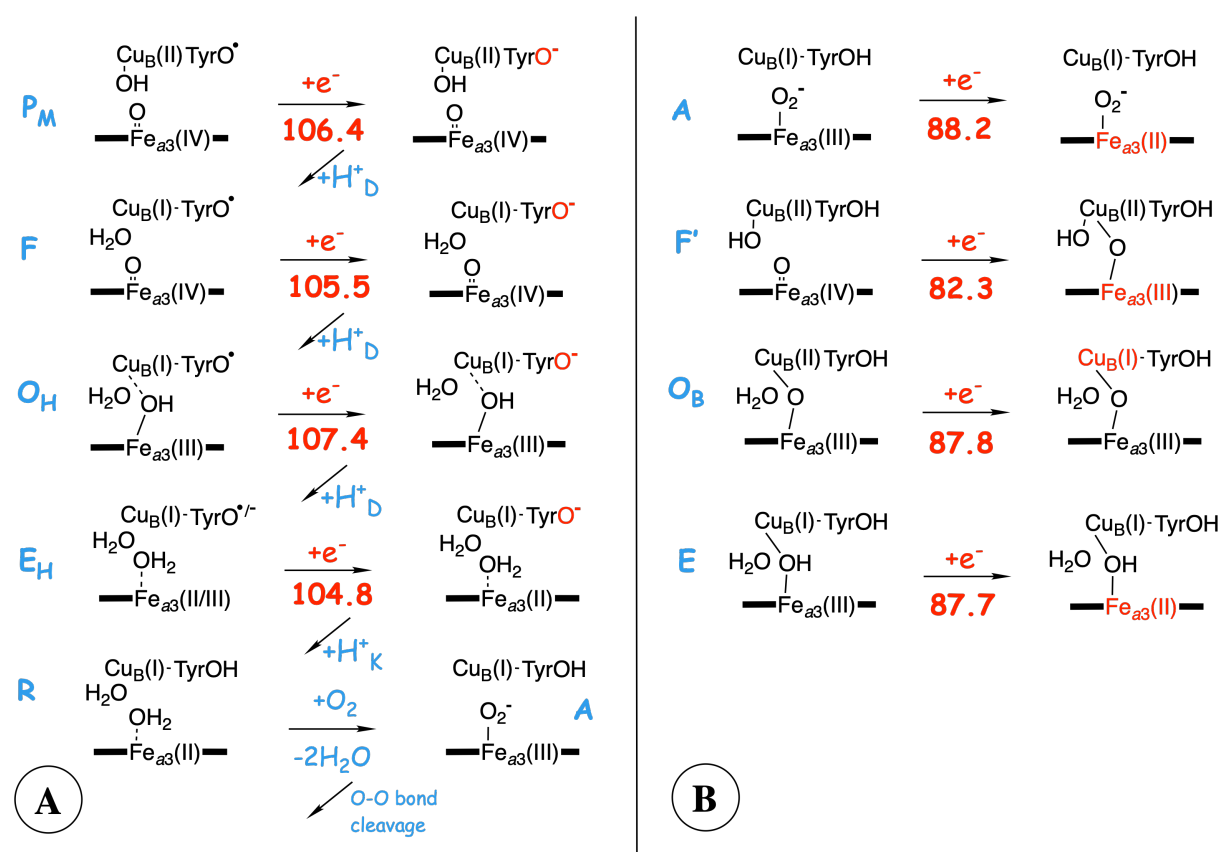 Cu_B(II) TyrO• Cu_B(II) TyrO⁻
OH +e⁻ OH
P_M O 106.4 O
Fe_a3(IV) Fe_a3(IV)
+H⁺_D
Cu_B(I)-TyrO• Cu_B(I)-TyrO⁻
F H₂O +e⁻ H₂O
O 105.5 O
Fe_a3(IV) Fe_a3(IV)
+H⁺_D
Cu_B(I)-TyrO• Cu_B(I)-TyrO⁻
O_H H₂O OH +e⁻ H₂O OH
Fe_a3(III) 107.4 Fe_a3(III)
+H⁺_D
Cu_B(I)-TyrO•/- Cu_B(I)-TyrO⁻
E_H H₂O OH₂ +e⁻ H₂O OH₂
Fe_a3(II/III) 104.8 Fe_a3(II)
+H⁺_K
Cu_B(I)-TyrOH Cu_B(I)-TyrOH
R H₂O OH₂ +O₂ O₂⁻ A
Fe_a3(II) -2H₂O Fe_a3(III)
O-O bond
cleavage
A
Cu_B(I)-TyrOH Cu_B(I)-TyrOH
A O₂⁻ +e⁻ O₂⁻
Fe_a3(III) 88.2 Fe_a3(II)
Cu_B(II) TyrOH Cu_B(II) TyrOH
F' HO +e⁻ HO O
O 82.3
Fe_a3(IV) Fe_a3(III)
Cu_B(II) TyrOH Cu_B(I)-TyrOH
O_B H₂O O +e⁻ H₂O O
Fe_a3(III) 87.8 Fe_a3(III)
Cu_B(I)-TyrOH Cu_B(I)-TyrOH
E H₂O OH +e⁻ H₂O OH
Fe_a3(III) 87.7 Fe_a3(II)
B